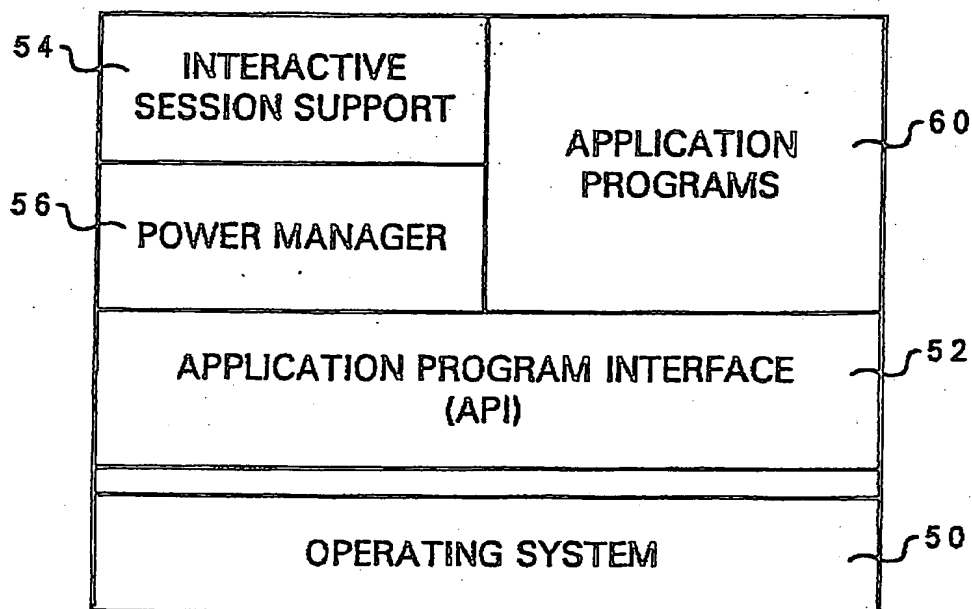 54
INTERACTIVE
SESSION SUPPORT
60
APPLICATION
PROGRAMS
56
POWER MANAGER
52
APPLICATION PROGRAM INTERFACE
(API)
50
OPERATING SYSTEM